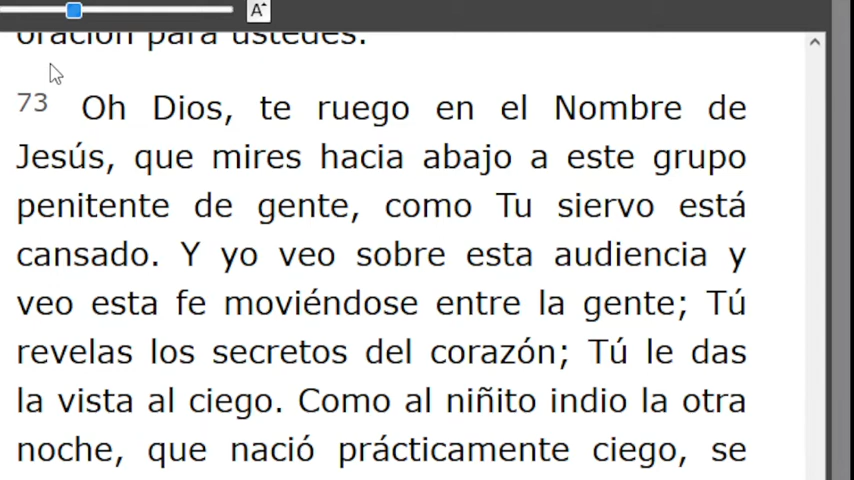 A
oración para ustedes.
73 Oh Dios, te ruego en el Nombre de
Jesús, que mires hacia abajo a este grupo
penitente de gente, como Tu siervo está
cansado. Y yo veo sobre esta audiencia y
veo esta fe moviéndose entre la gente; Tú
revelas los secretos del corazón; Tú le das
la vista al ciego. Como al niñito indio la otra
noche, que nació prácticamente ciego, se